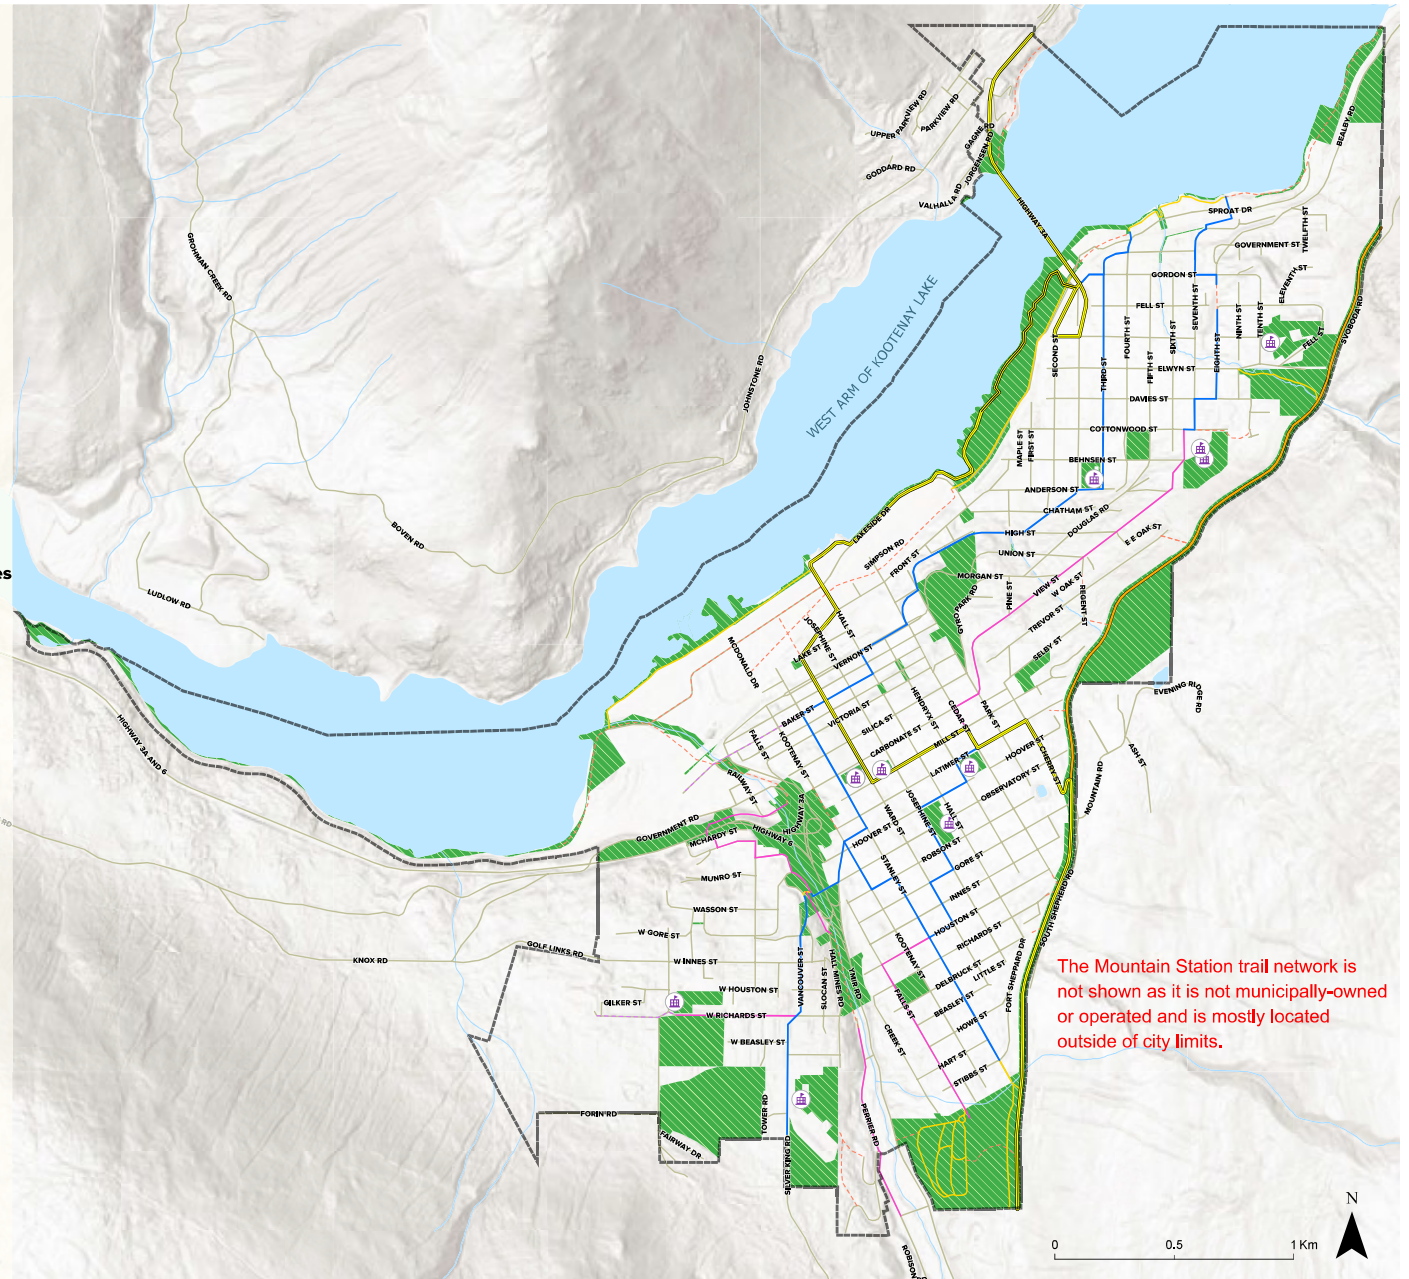 UPPER PARKVIEW RD
PARKVIEW RD
GAGNE RD
JORGENSEN RD
GODDARD RD
VALHALLA RD
HIGHWAY 3A
BEALBY RD
SPROAT DR
TWELFTH ST
GOVERNMENT ST
GROHMAN CREEK RD
GORDON ST
ELEVENTH ST
SEVENTH ST
FELL ST
SVOBODA RD
WEST ARM OF KOOTENAY LAKE
FOURTH ST
SIXTH ST
NINTH ST
TENTH ST
FELL ST
SECOND ST
EIGHTH ST
JOHNSTONE RD
THIRD ST
FIFTH ST
ELWYN ST
DAVIES ST
COTTONWOOD ST
MAPLE ST
FIRST ST
BEHNSEN ST
ANDERSON ST
CHATHAM ST
DOUGLAS RD
LAKESIDE DR
BOVEN RD
HIGH ST
E E OAK ST
SIMPSON RD
FRONT ST
UNION ST
es
MORGAN ST
VIEW ST
W OAK ST
LUDLOW RD
PINE ST
GYRO PARK RD
REGENT ST
TREVOR ST
HALL ST
JOSEPHINE ST
LAKE ST
VERNON ST
SELBY ST
MCDONALD DR
EVENING RIDGE RD
HENDRYX ST
CEDAR ST
PARK ST
BAKER ST
VICTORIA ST
SILICA ST
CARBONATE ST
MILL ST
HIGHWAY 3A AND 6
FALLS ST
KOOTENAY ST
LATIMER ST
HOOVER ST
CHERRY ST
ASH ST
RAILWAY ST
OBSERVATORY ST
MOUNTAIN RD
HIGHWAY 3A
JOSEPHINE ST
HALL ST
WARD ST
RD
GOVERNMENT RD
MCHARDY ST
HIGHWAY 6
HOOVER ST
ROBSON ST
STANLEY ST
GORE ST
MUNRO ST
INNES ST
SOUTH SHEPHERD RD
WASSON ST
HOUSTON ST
W GORE ST
RICHARDS ST
GOLF LINKS RD
KOOTENAY ST
KNOX RD
W INNES ST
VANCOUVER ST
HALL MINES RD
SLOCAN ST
YMIR RD
DELBRUCK ST
LITTLE ST
FORT SHEPPARD DR
The Mountain Station trail network is
not shown as it is not municipally-owned
or operated and is mostly located
outside of city limits.
W HOUSTON ST
GILKER ST
FALLS ST
BEASLEY ST
W RICHARDS ST
HOWE ST
W BEASLEY ST
CREEK ST
HART ST
STIBBS ST
FORIN RD
TOWER RD
PERRIER RD
FAIRWAY DR
SILVER KING RD
N
0 0.5 1 Km